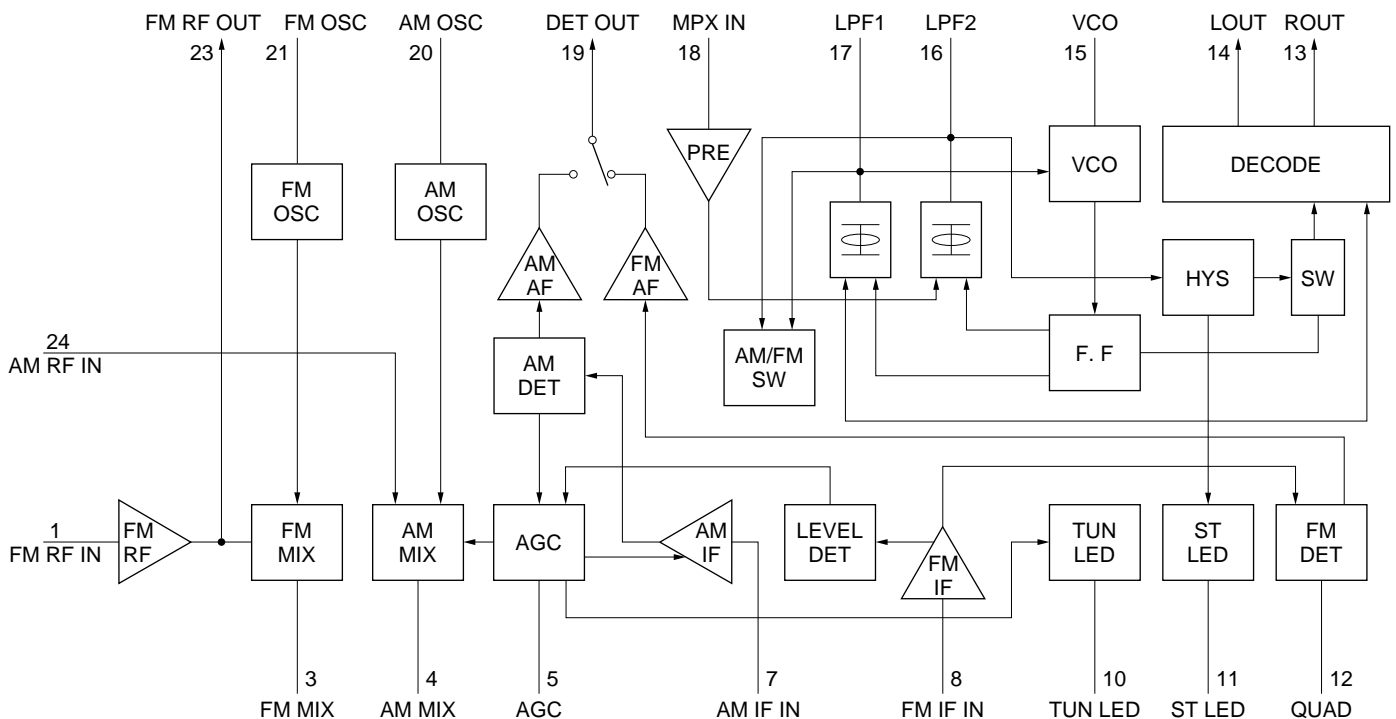 FM RF OUT
FM OSC
AM OSC
DET OUT
MPX IN
LPF1
LPF2
VCO
LOUT
ROUT
23
21
20
19
18
17
16
15
14
13
PRE
VCO
DECODE
FM
OSC
AM
OSC
AM
AF
FM
AF
HYS
SW
24
AM RF IN
AM
DET
AM/FM
SW
F. F
1
FM RF IN
FM
RF
FM
MIX
AM
MIX
AGC
AM
IF
LEVEL
DET
FM
IF
TUN
LED
ST
LED
FM
DET
3
4
5
7
8
10
11
12
FM MIX
AM MIX
AGC
AM IF IN
FM IF IN
TUN LED
ST LED
QUAD